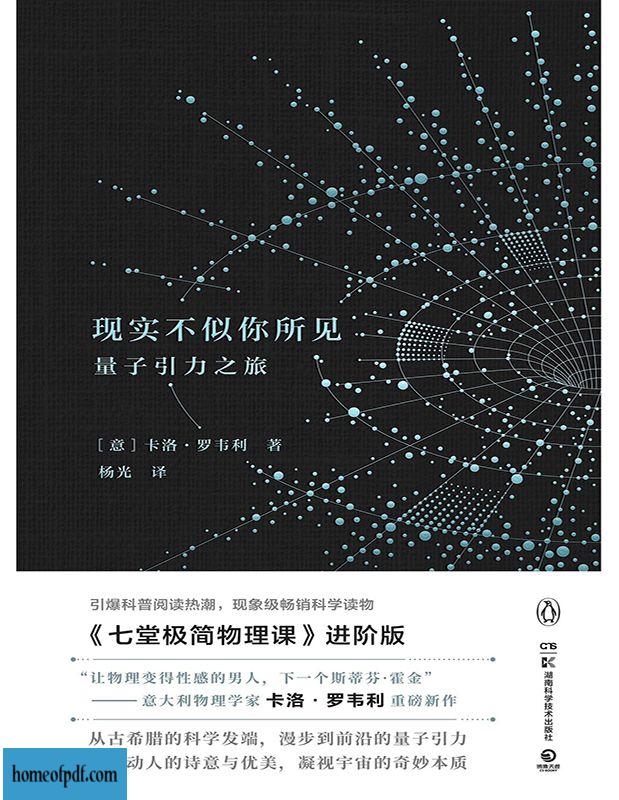 现实不似你所见
量子引力之旅
[意]卡洛·罗韦利 著
杨光 译
引爆科普阅读热潮，现象级畅销科学读物
《七堂极简物理课》进阶版
“让物理变得性感的男人，下一个斯蒂芬·霍金”
——意大利物理学家 卡洛·罗韦利 重磅新作
从古希腊的科学发端，漫步到前沿的量子引力
动人的诗意与优美，凝视宇宙的奇妙本质
湖南科学技术出版社
博集天卷
CS-BOOKY
homeofpdf.com